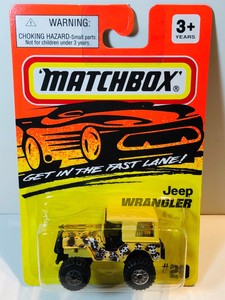 WARNING:
CHOKING HAZARD-Small parts.
Not for children under 3 years.
3+
YEARS
MATCHBOX®
GET IN THE FAST LANE!
Jeep
WRANGLER